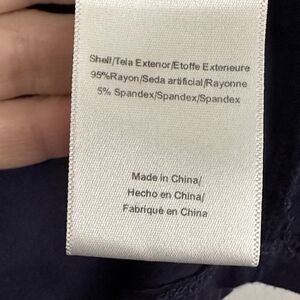 Shell/Tela Exterior/Etoffe Exterieure
95%Rayon/Seda artificial/Rayonne
5% Spandex/Spandex/Spandex
Made in China/
Hecho en China/
Fabriqué en China